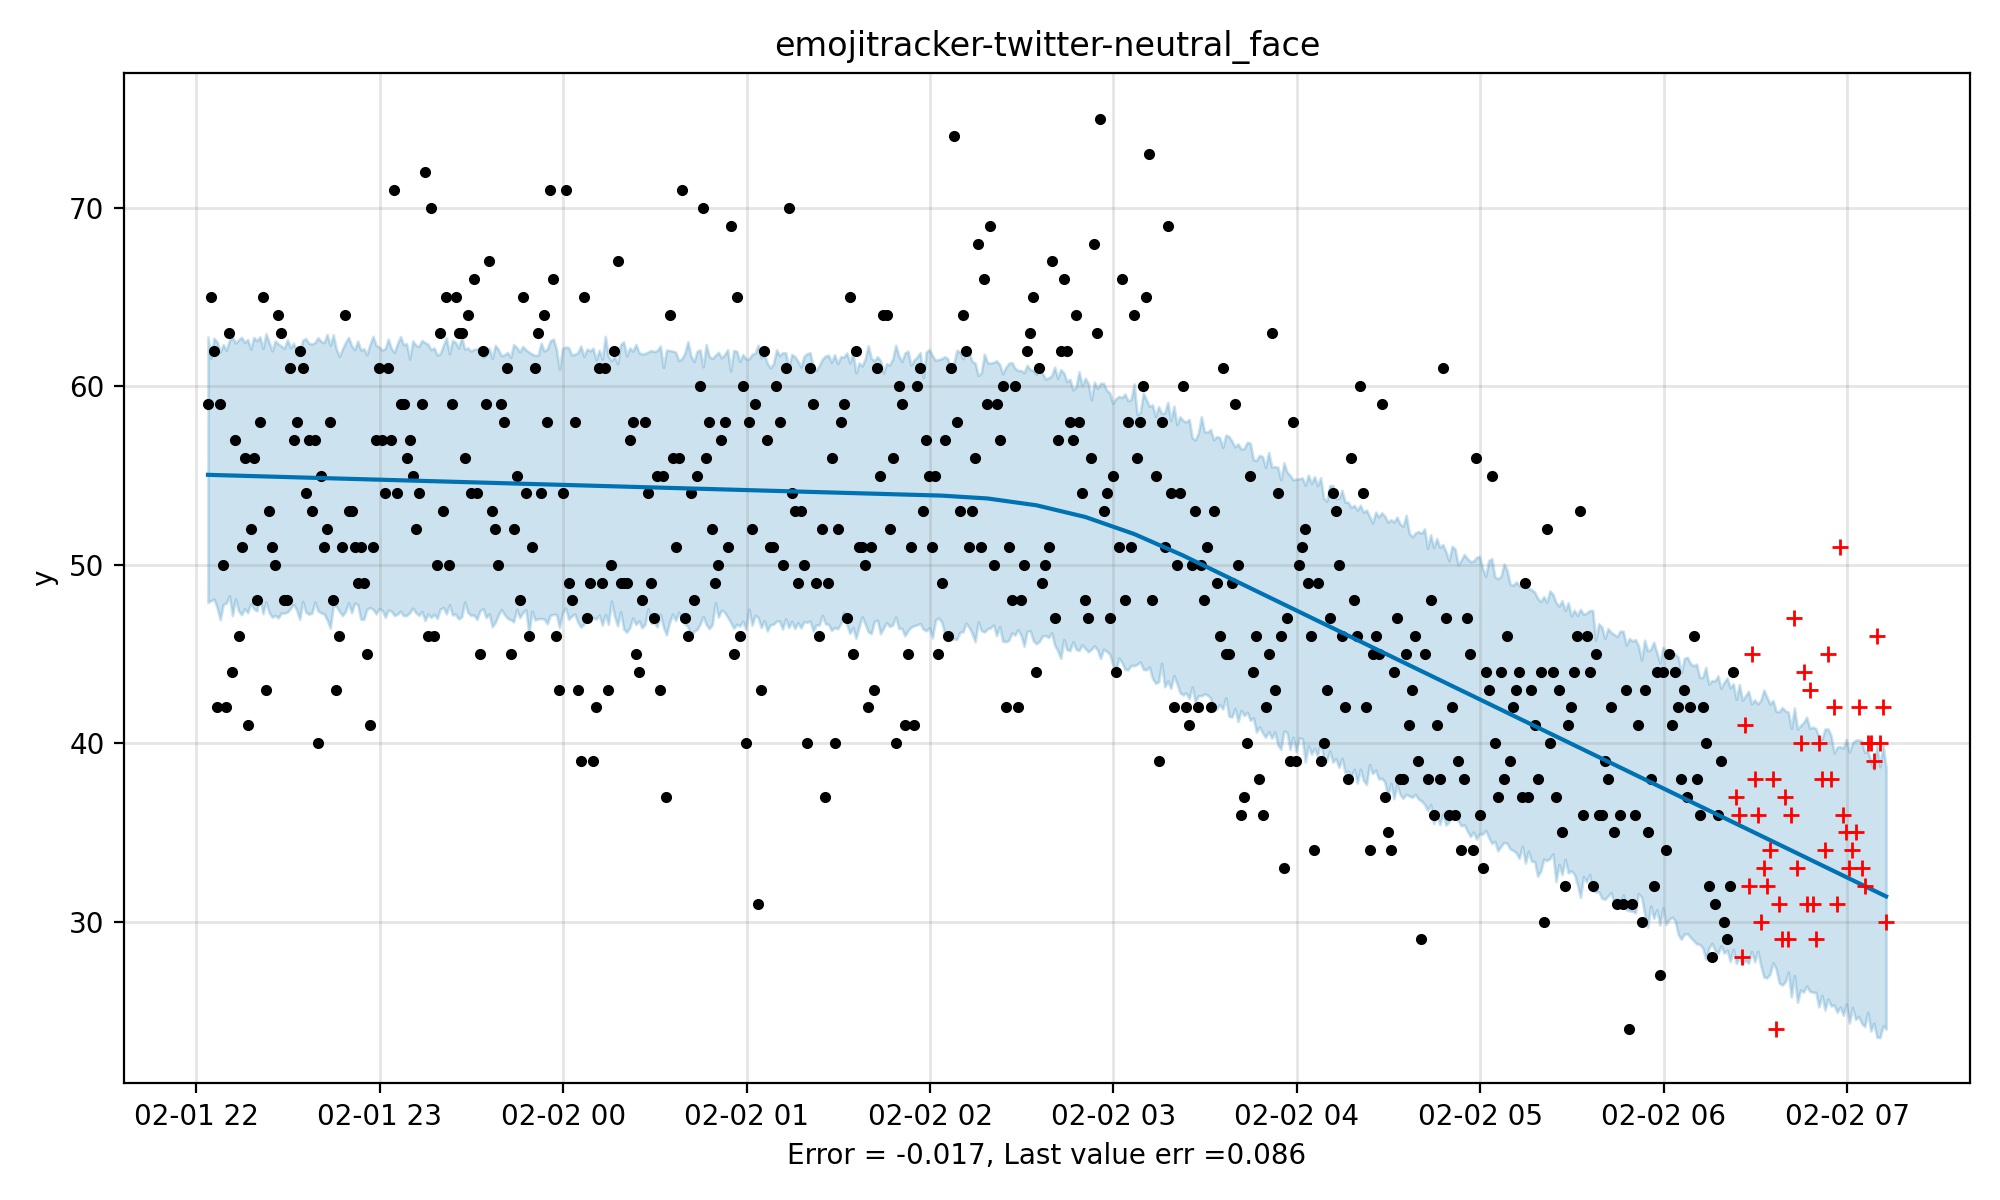 emojitracker-twitter-neutral_face
y
70
60
50
40
30
02-01 22 02-01 23 02-02 00 02-02 01 02-02 02 02-02 03 02-02 04 02-02 05 02-02 06 02-02 07
Error = -0.017, Last value err =0.086